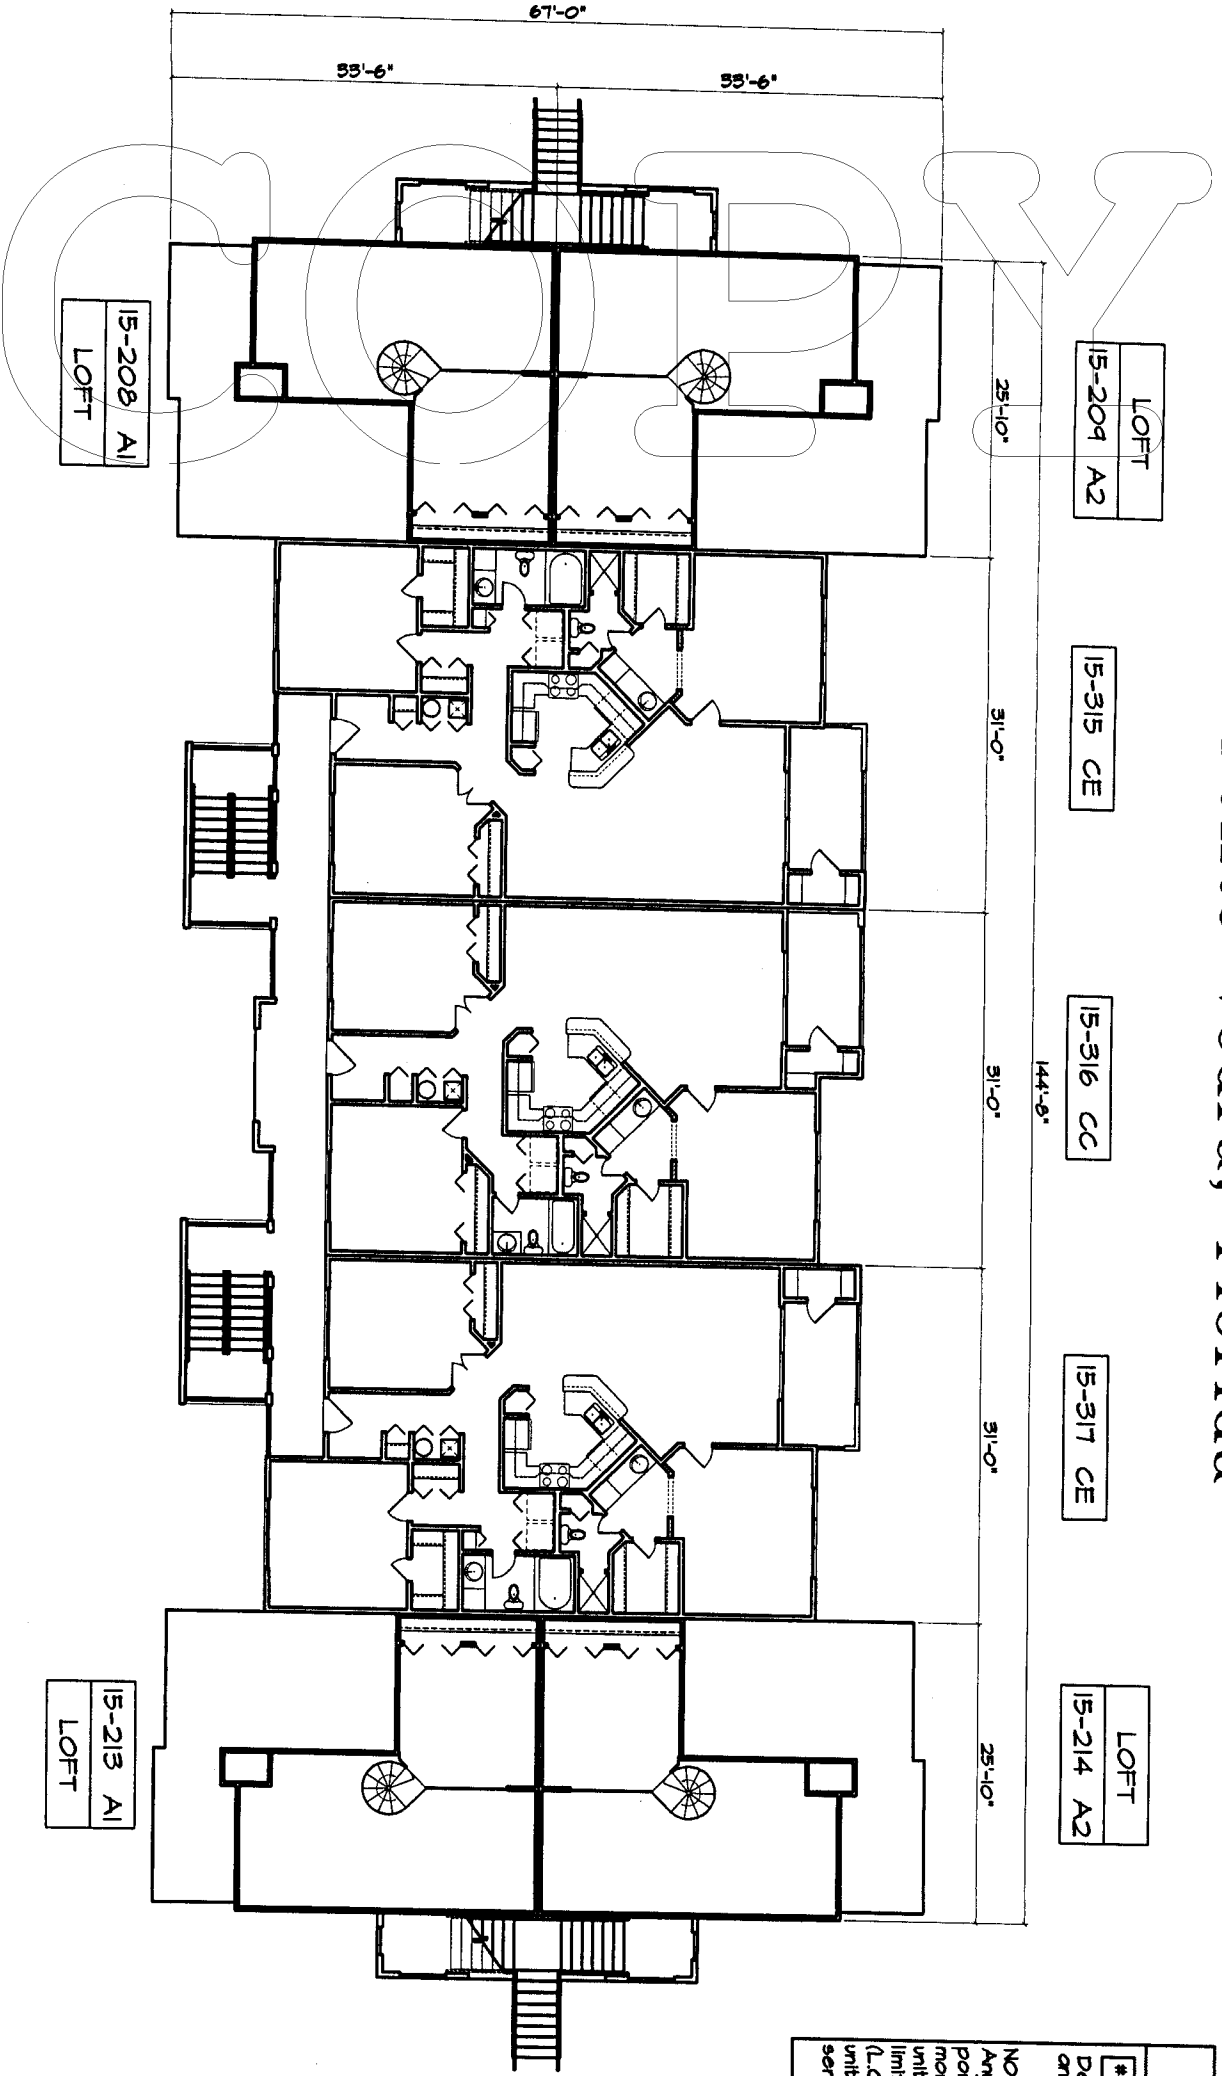 67'-0"
33'-6"
33'-6"
COPY
LOFT
15-209 A2
15-315 CE
15-316 CC
15-317 CE
LOFT
15-214 A2
144'-8"
25'-10"
31'-0"
31'-0"
31'-0"
25'-10"
15-208 A1
LOFT
15-213 A1
LOFT
Florida
#